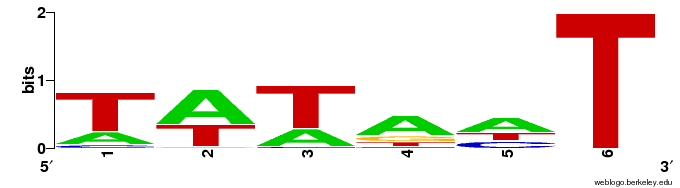 2
1
0
bits
T A C
A T
T A
A G T
A T C
T
1 2 3 4 5 6
5′ 3′
weblogo.berkeley.edu